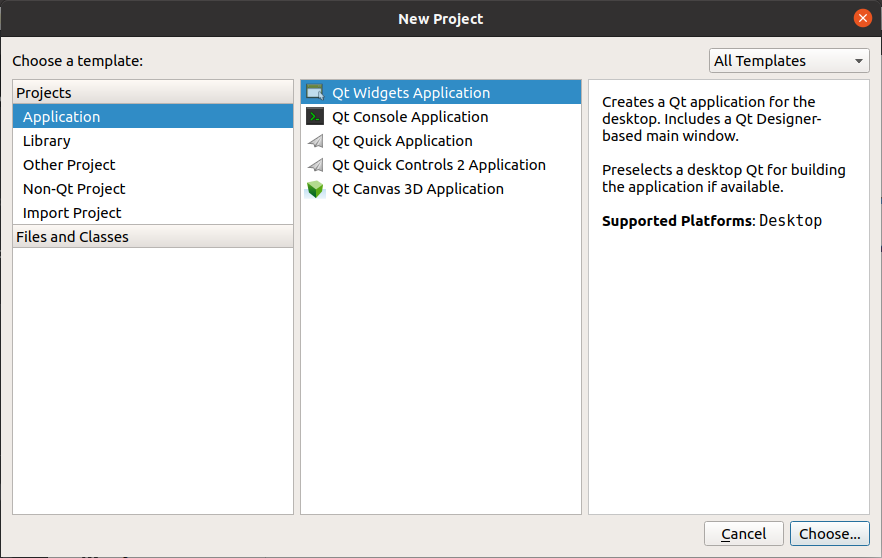 New Project
Choose a template:
All Templates
Projects
Application
Library
Other Project
Non-Qt Project
Import Project
Files and Classes
Qt Widgets Application
Qt Console Application
Qt Quick Application
Qt Quick Controls 2 Application
Qt Canvas 3D Application
Creates a Qt application for the
desktop. Includes a Qt Designer-
based main window.
Preselects a desktop Qt for building
the application if available.
Supported Platforms: Desktop
Cancel
Choose...